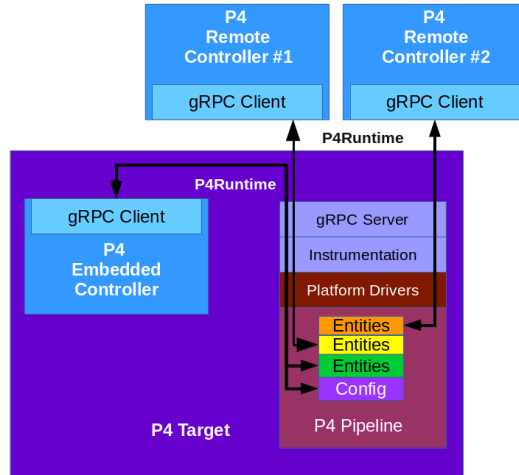 P4
Remote
Controller #1
gRPC Client
P4
Remote
Controller #2
gRPC Client
P4Runtime
P4Runtime
gRPC Client
P4
Embedded
Controller
gRPC Server
Instrumentation
Platform Drivers
Entities
Entities
Entities
Config
P4 Pipeline
P4 Target